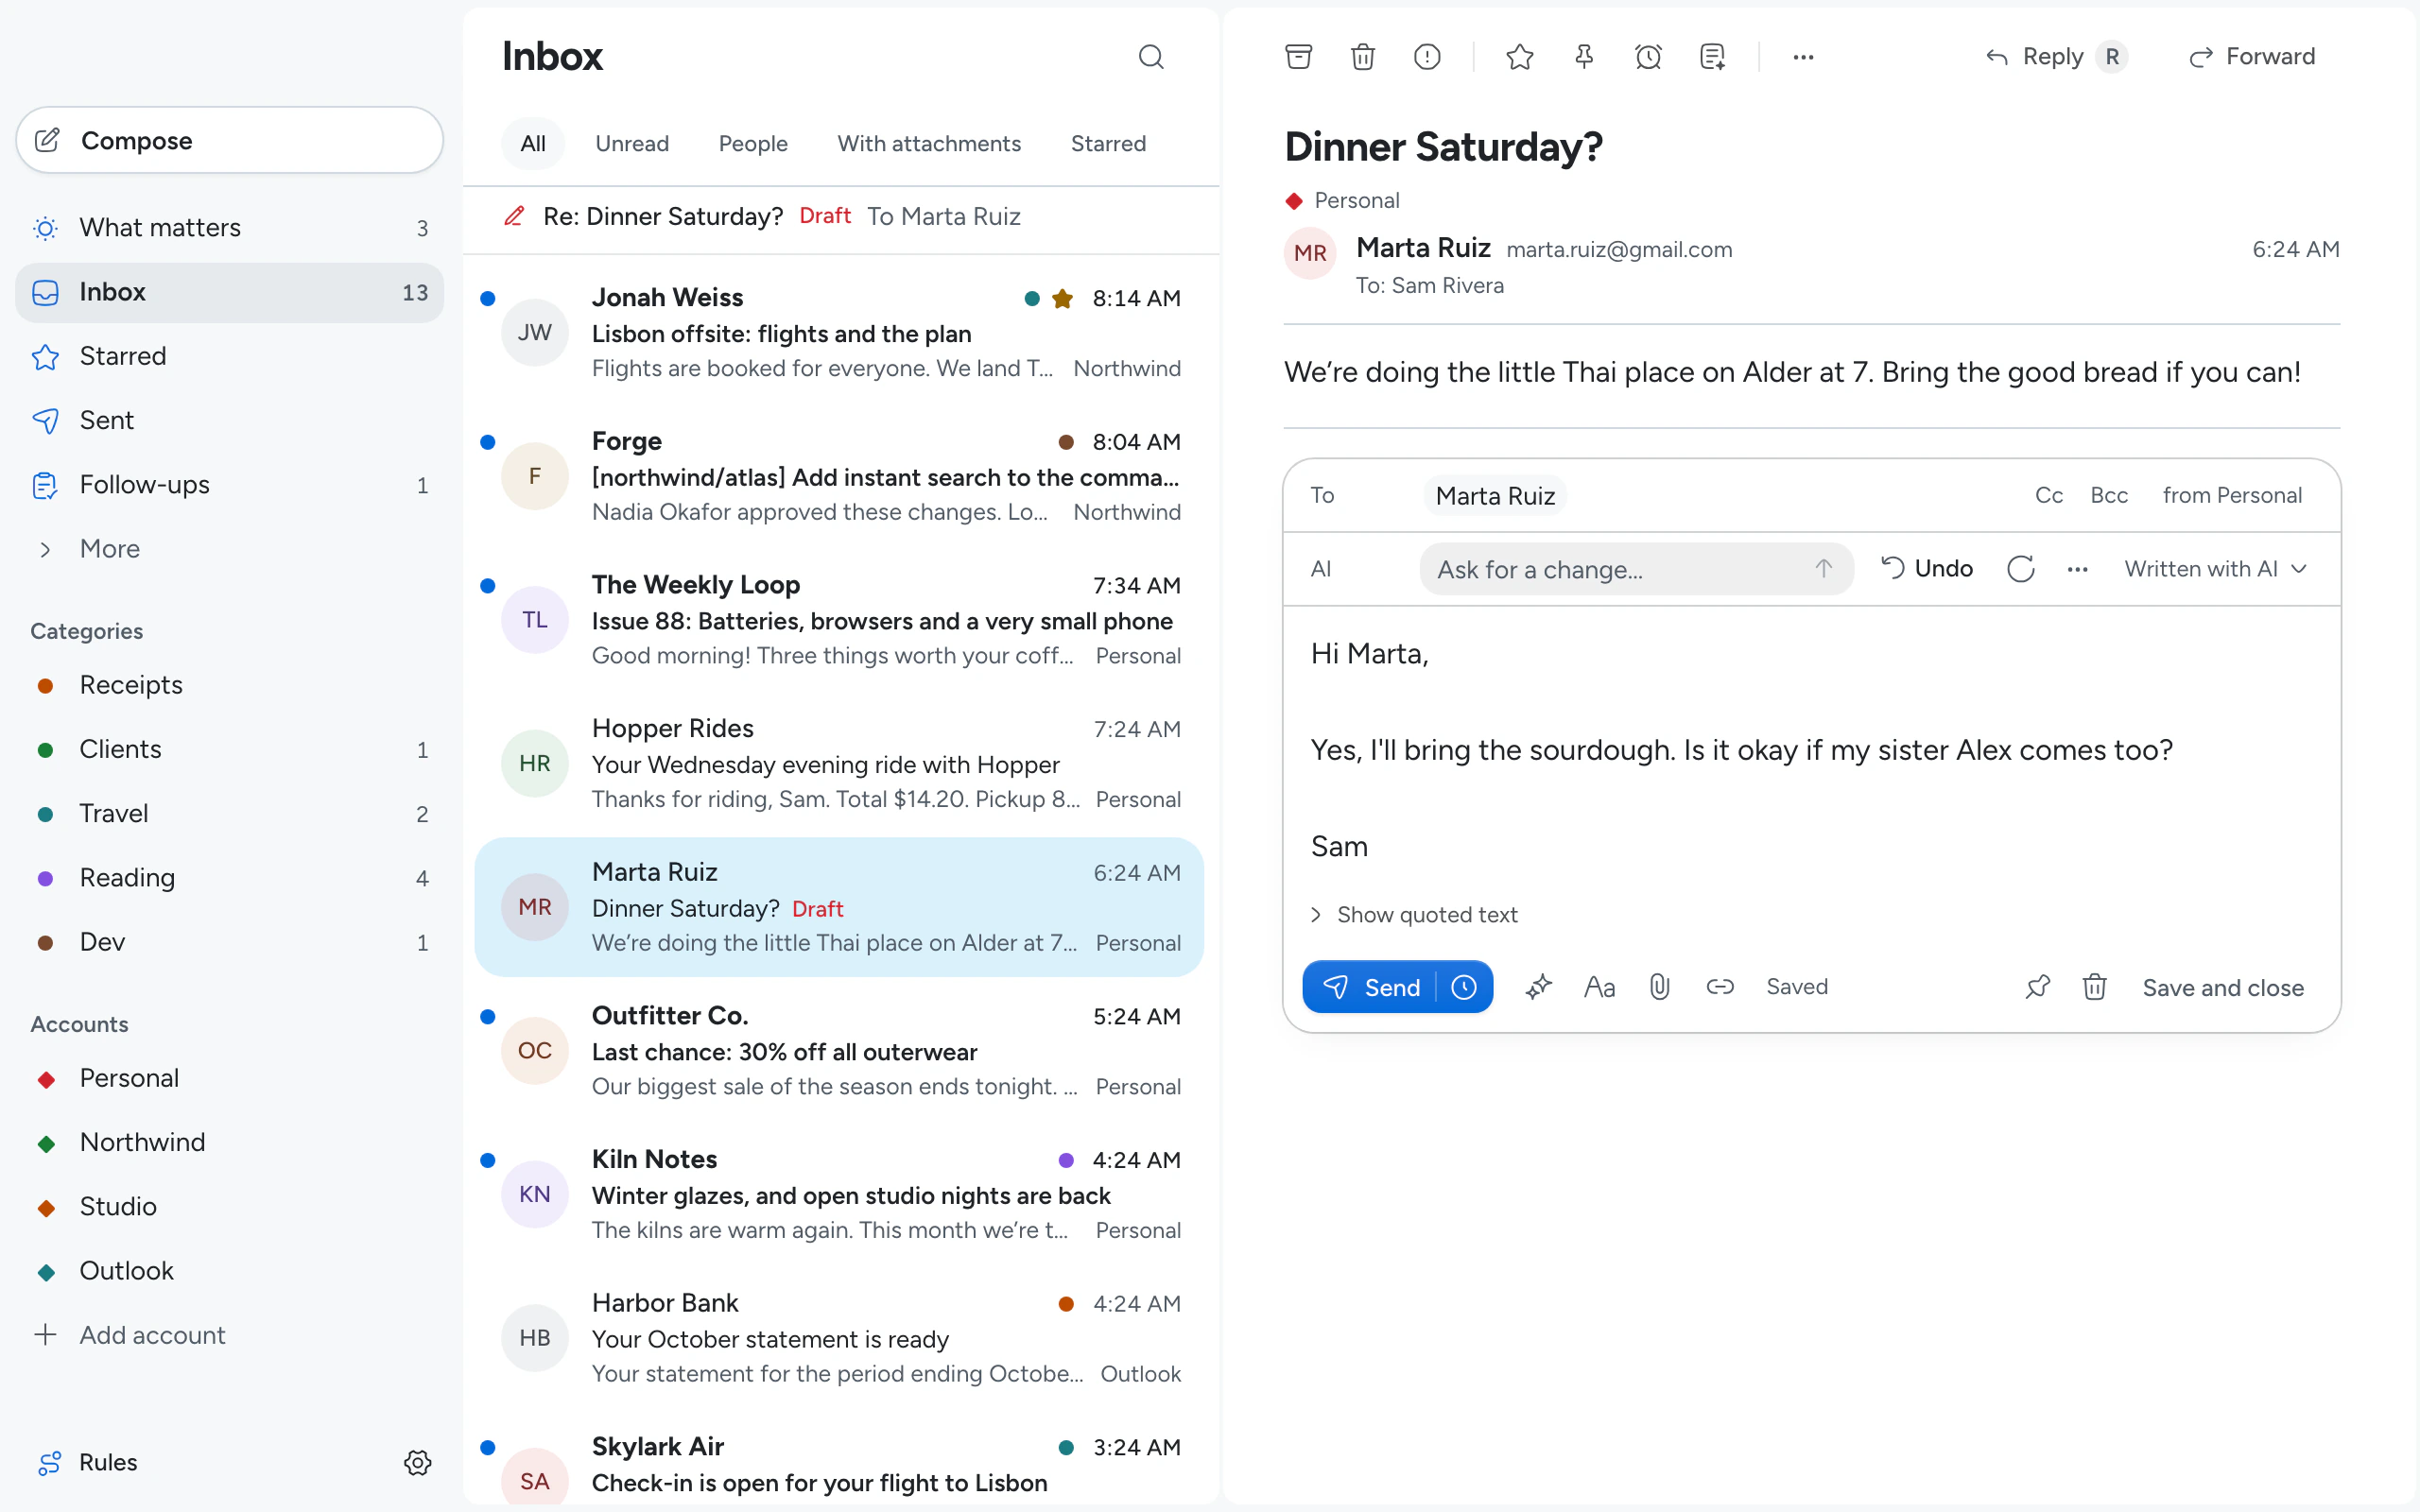 Compose
What matters 3
Inbox 13
Starred
Sent
Follow-ups 1
More
Categories
Receipts
Clients 1
Travel 2
Reading 4
Dev 1
Accounts
Personal
Northwind
Studio
Outlook
Add account
Rules
Inbox
All Unread People With attachments Starred
Re: Dinner Saturday? Draft To Marta Ruiz
JW Jonah Weiss 8:14 AM
Lisbon offsite: flights and the plan
Flights are booked for everyone. We land T... Northwind
F Forge 8:04 AM
[northwind/atlas] Add instant search to the comma...
Nadia Okafor approved these changes. Lo... Northwind
TL The Weekly Loop 7:34 AM
Issue 88: Batteries, browsers and a very small phone
Good morning! Three things worth your coff... Personal
HR Hopper Rides 7:24 AM
Your Wednesday evening ride with Hopper
Thanks for riding, Sam. Total $14.20. Pickup 8... Personal
MR Marta Ruiz 6:24 AM
Dinner Saturday? Draft
We’re doing the little Thai place on Alder at 7... Personal
OC Outfitter Co. 5:24 AM
Last chance: 30% off all outerwear
Our biggest sale of the season ends tonight. ... Personal
KN Kiln Notes 4:24 AM
Winter glazes, and open studio nights are back
The kilns are warm again. This month we’re t... Personal
HB Harbor Bank 4:24 AM
Your October statement is ready
Your statement for the period ending Octobe... Outlook
SA Skylark Air 3:24 AM
Check-in is open for your flight to Lisbon
Reply R Forward
Dinner Saturday?
Personal
MR Marta Ruiz marta.ruiz@gmail.com 6:24 AM
To: Sam Rivera
We’re doing the little Thai place on Alder at 7. Bring the good bread if you can!
To Marta Ruiz Cc Bcc from Personal
AI Ask for a change... Undo Written with AI
Hi Marta,
Yes, I'll bring the sourdough. Is it okay if my sister Alex comes too?
Sam
Show quoted text
Send Aa Saved Save and close